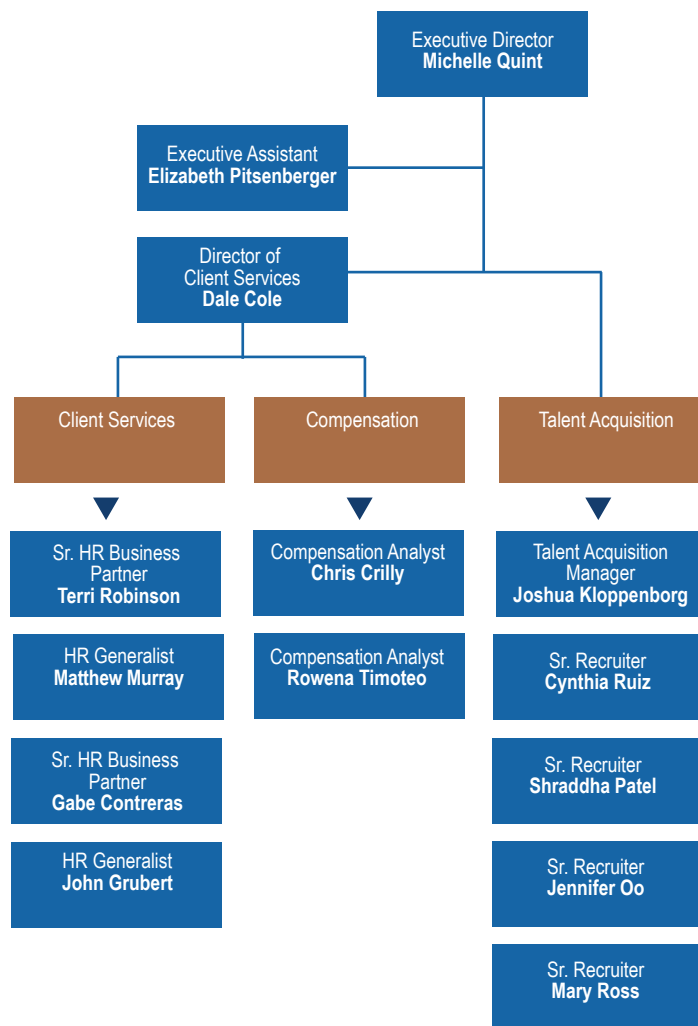 Executive Director
Michelle Quint
Executive Assistant
Elizabeth Pitsenberger
Director of
Client Services
Dale Cole
Client Services
Compensation
Talent Acquisition
Sr. HR Business
Partner
Terri Robinson
HR Generalist
Matthew Murray
Sr. HR Business
Partner
Gabe Contreras
HR Generalist
John Grubert
Compensation Analyst
Chris Crilly
Compensation Analyst
Rowena Timoteo
Talent Acquisition
Manager
Joshua Kloppenborg
Sr. Recruiter
Cynthia Ruiz
Sr. Recruiter
Shraddha Patel
Sr. Recruiter
Jennifer Oo
Sr. Recruiter
Mary Ross